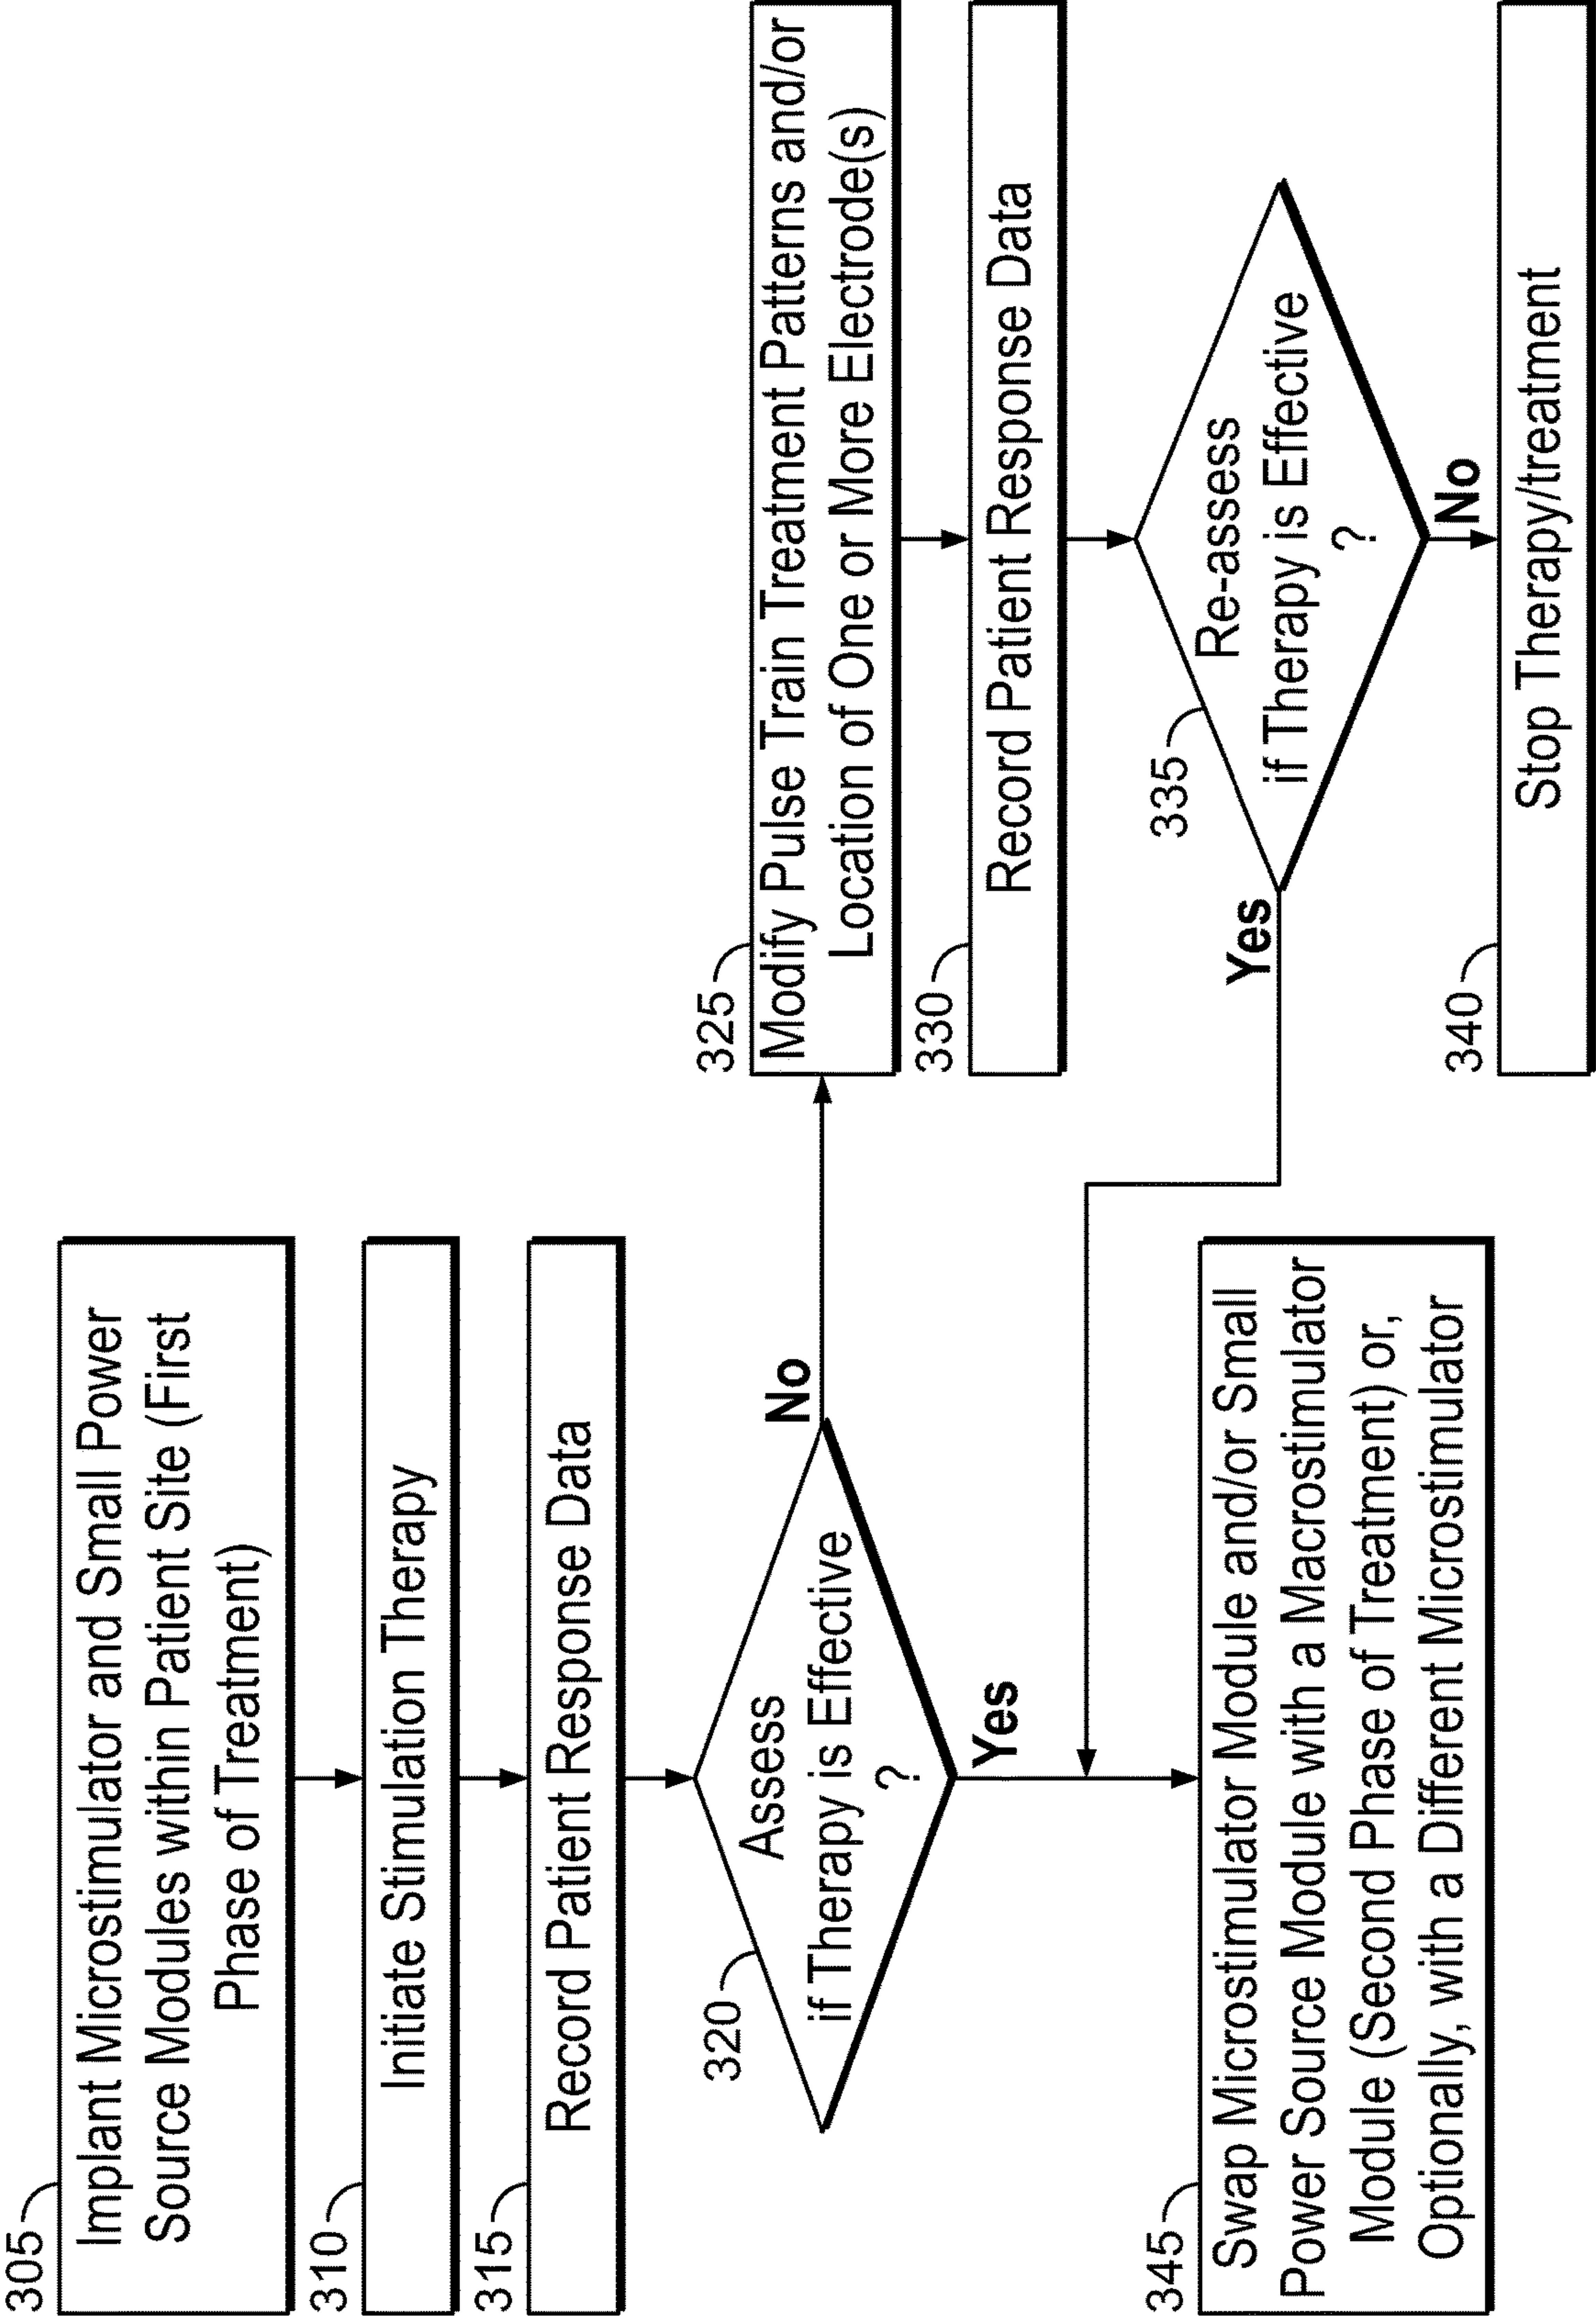 305
Implant Microstimulator and Small Power
Source Modules within Patient Site (First
Phase of Treatment)
310
Initiate Stimulation Therapy
315
Record Patient Response Data
320
Assess
if Therapy is Effective
?
No
Yes
325
Modify Pulse Train Treatment Patterns and/or
Location of One or More Electrode(s)
330
Record Patient Response Data
335
Re-assess
if Therapy is Effective
?
Yes
No
340
Stop Therapy/treatment
345
Swap Microstimulator Module and/or Small
Power Source Module with a Macrostimulator
Module (Second Phase of Treatment) or,
Optionally, with a Different Microstimulator